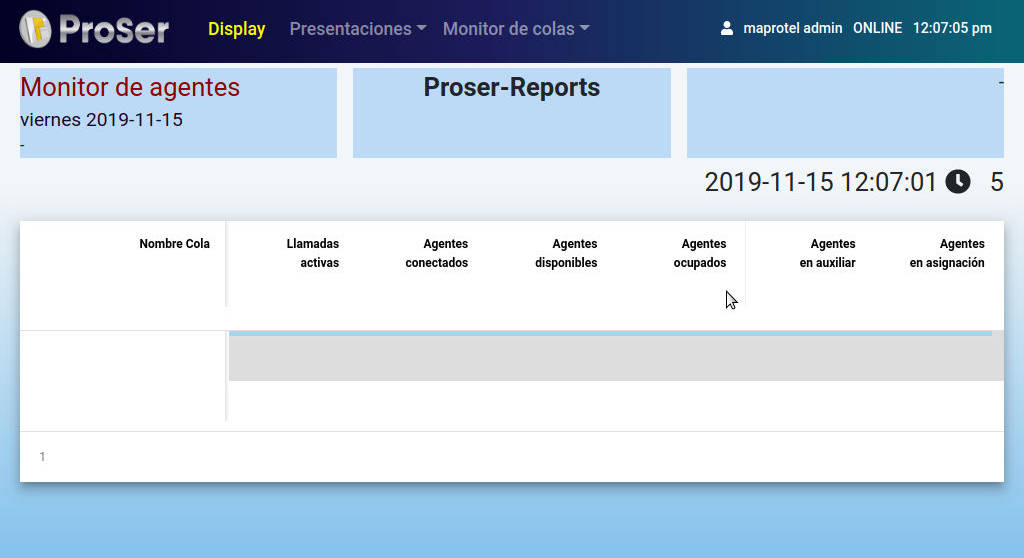 ProSer Display Presentaciones Monitor de colas maprotel admin ONLINE 12:07:05 pm
Monitor de agentes
Proser-Reports
-
viernes 2019-11-15
-
2019-11-15 12:07:01 5
Nombre Cola
Llamadas activas
Agentes conectados
Agentes disponibles
Agentes ocupados
Agentes en auxiliar
Agentes en asignación
1